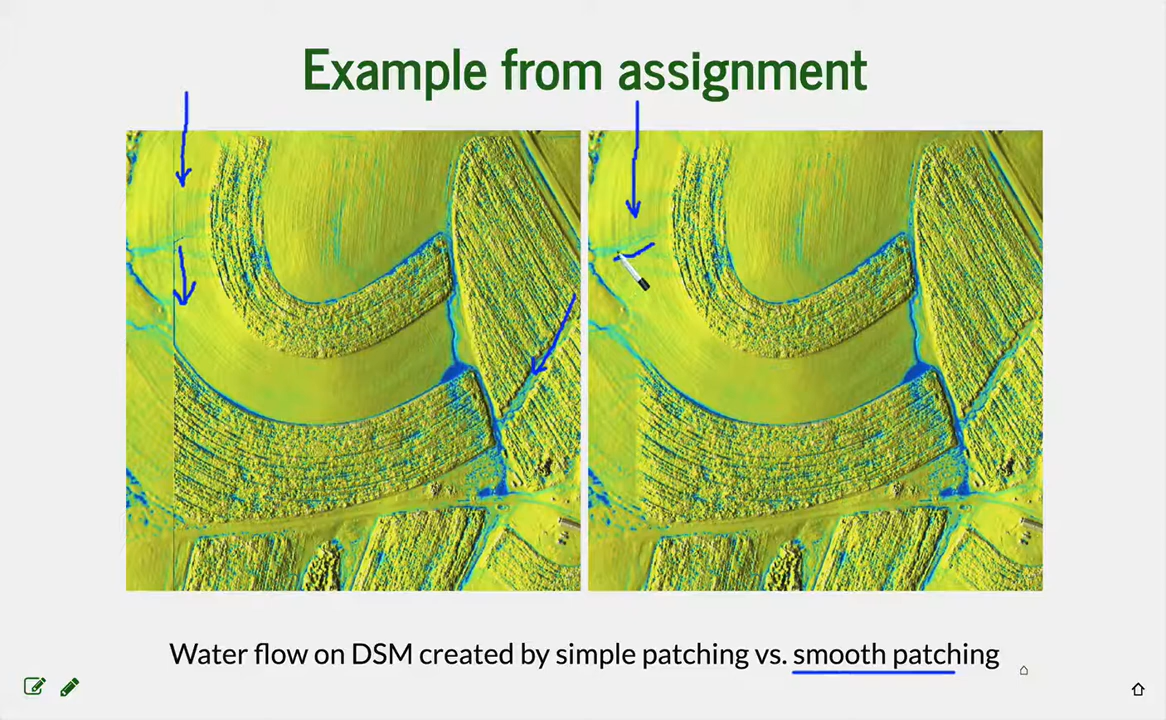 Example from assignment
Water flow on DSM created by simple patching vs. smooth patching